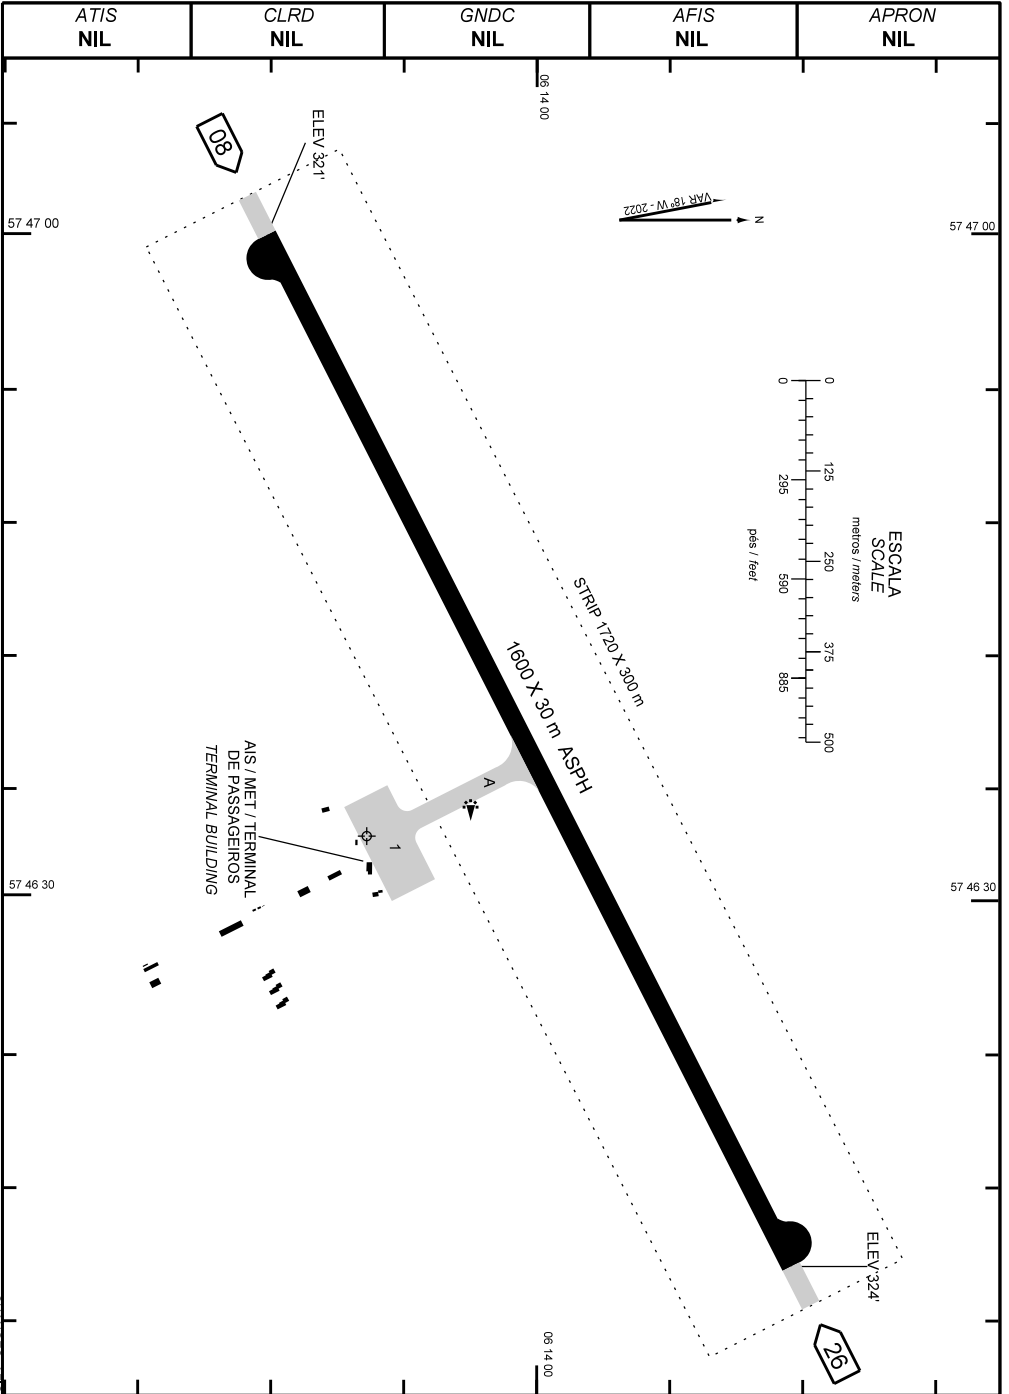 ATIS
NIL
CLRD
NIL
GNDC
NIL
AFIS
NIL
APRON
NIL
06 14 00
08
ELEV 321'
57 47 00
57 47 00
VAR 18° W - 2022
N
ESCALA
SCALE
metros / meters
0
125
250
375
500
0
295
590
885
pés / feet
STRIP 1720 X 300 m
1600 X 30 m ASPH
A
1
AIS / MET / TERMINAL
DE PASSAGEIROS
TERMINAL BUILDING
57 46 30
57 46 30
ELEV 324'
26
06 14 00